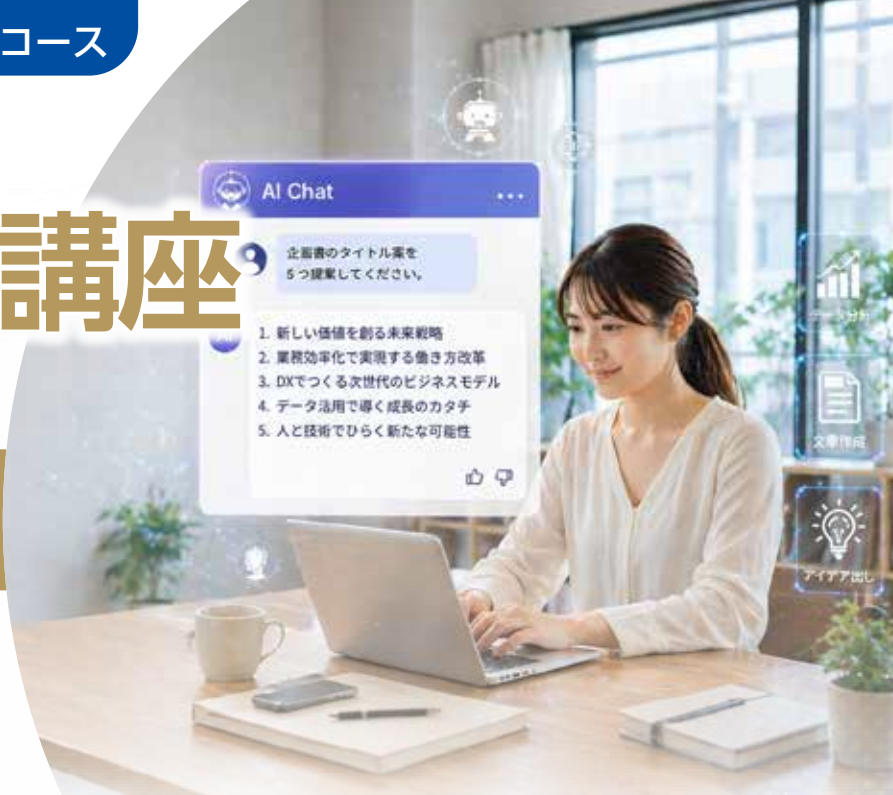 コース
講座
AI Chat
企画書のタイトル案を
5つ提案してください。
1. 新しい価値を創る未来戦略
2. 業務効率化で実現する働き方改革
3. DXでつくる次世代のビジネスモデル
4. データ活用で導く成長のカタチ
5. 人と技術でひらく新たな可能性
データ分析
文章作成
アイデア出し